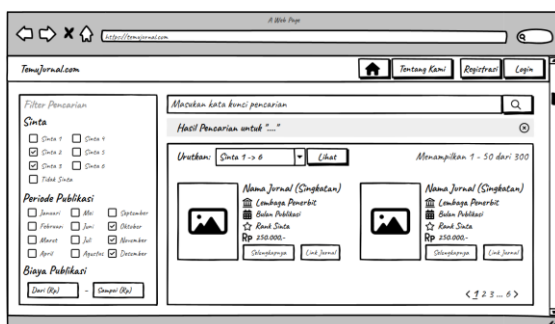 A Web Page
https://temujurnal.com
TemuJurnal.com
Tentang Kami
Registrasi
Login
Filter Pencarian
Sinta
Sinta 1
Sinta 4
Sinta 2
Sinta 5
Sinta 3
Sinta 6
Tidak Sinta
Periode Publikasi
Januari
Mei
September
Februari
Juni
Oktober
Maret
Jul
November
April
Agustus
Desember
Biaya Publikasi
Dari (Rp) - Sampai (Rp)
Masukan kata kunci pencarian
Hasil Pencarian untuk "...."
Urutkan: Sinta 1 -> 6
Lihat
Menampilkan 1 - 50 dari 300
Nama Jurnal (Singkatan)
Lembaga Penerbit
Bulan Publikasi
Rank Sinta
Rp 250.000,-
Selengkapnya
Link Jurnal
Nama Jurnal (Singkatan)
Lembaga Penerbit
Bulan Publikasi
Rank Sinta
Rp 250.000,-
Selengkapnya
Link Jurnal
< 1 2 3 ... 6 >